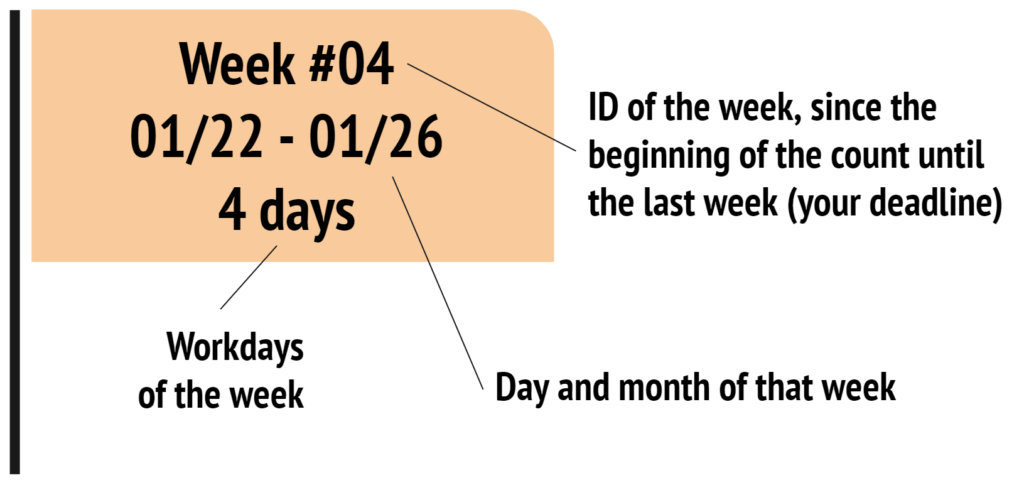 Week #04
01/22 - 01/26
4 days
ID of the week, since the
beginning of the count until
the last week (your deadline)
Workdays
of the week
Day and month of that week